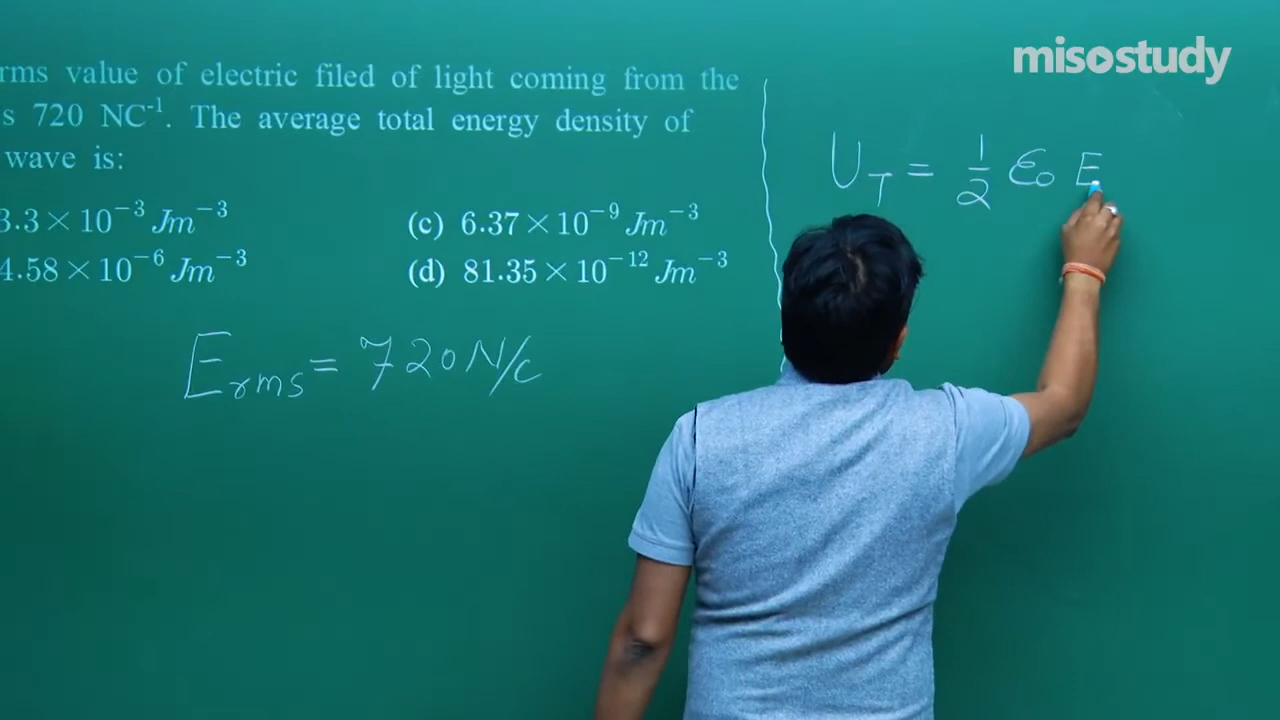 misostudy
rms value of electric filed of light coming from the
s 720 NC⁻¹. The average total energy density of
wave is:
3.3 × 10⁻³ Jm⁻³
(c) 6.37 × 10⁻⁹ Jm⁻³
4.58 × 10⁻⁶ Jm⁻³
(d) 81.35 × 10⁻¹² Jm⁻³
E_rms = 720 N/C
U_T = 1/2 ε₀ E